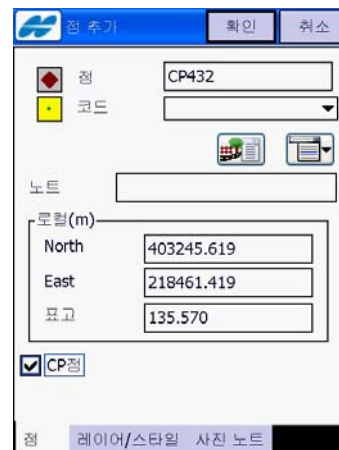 점 추가 확인 취소
점 CP432
코드
노트
로컬(m)
North 403245.619
East 218461.419
표고 135.570
CP점
점 레이어/스타일 사진 노트